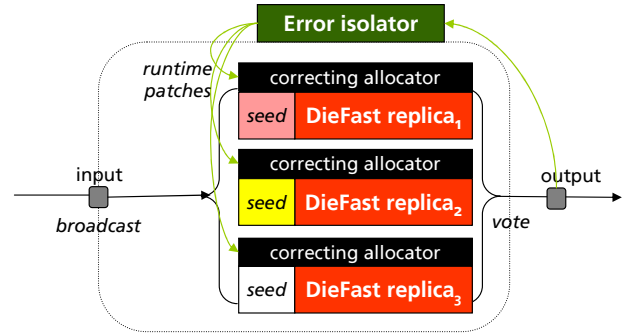 Error isolator
runtime
patches
correcting allocator
seed DieFast replica1
input
broadcast
correcting allocator
seed DieFast replica2
output
vote
correcting allocator
seed DieFast replica3